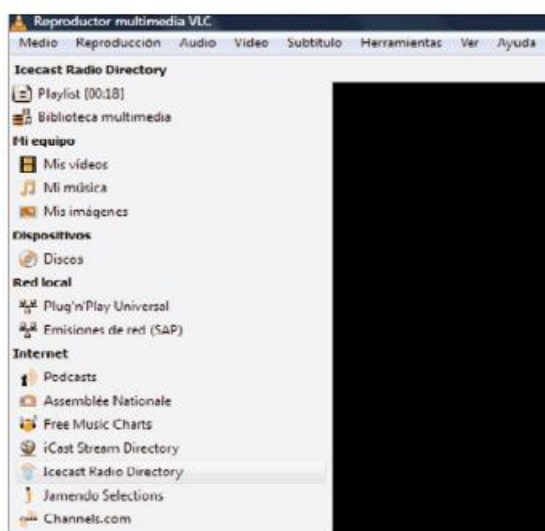 Reproductor multimedia VLC
Medio Reproducción Audio Vídeo Subtítulo Herramientas Ver Ayuda
Icecast Radio Directory
Playlist [00:18]
Biblioteca multimedia
Mi equipo
Mis vídeos
Mi música
Mis imágenes
Dispositivos
Discos
Red local
Plug'n'Play Universal
Emisiones de red (SAP)
Internet
Podcasts
Assemblée Nationale
Free Music Charts
iCast Stream Directory
Icecast Radio Directory
Jamendo Selections
Channels.com